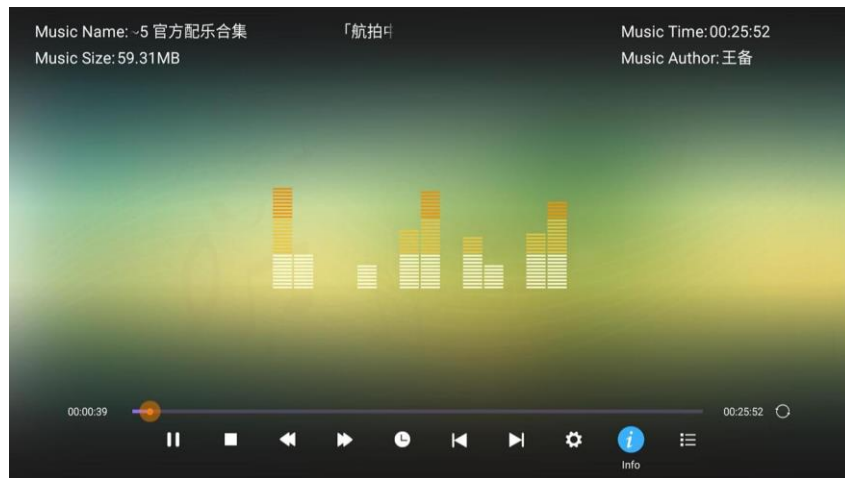 Music Name: ~5 官方配乐合集 「航拍
Music Time:00:25:52
Music Size:59.31MB
Music Author:王备
00:00:39
00:25:52
Info